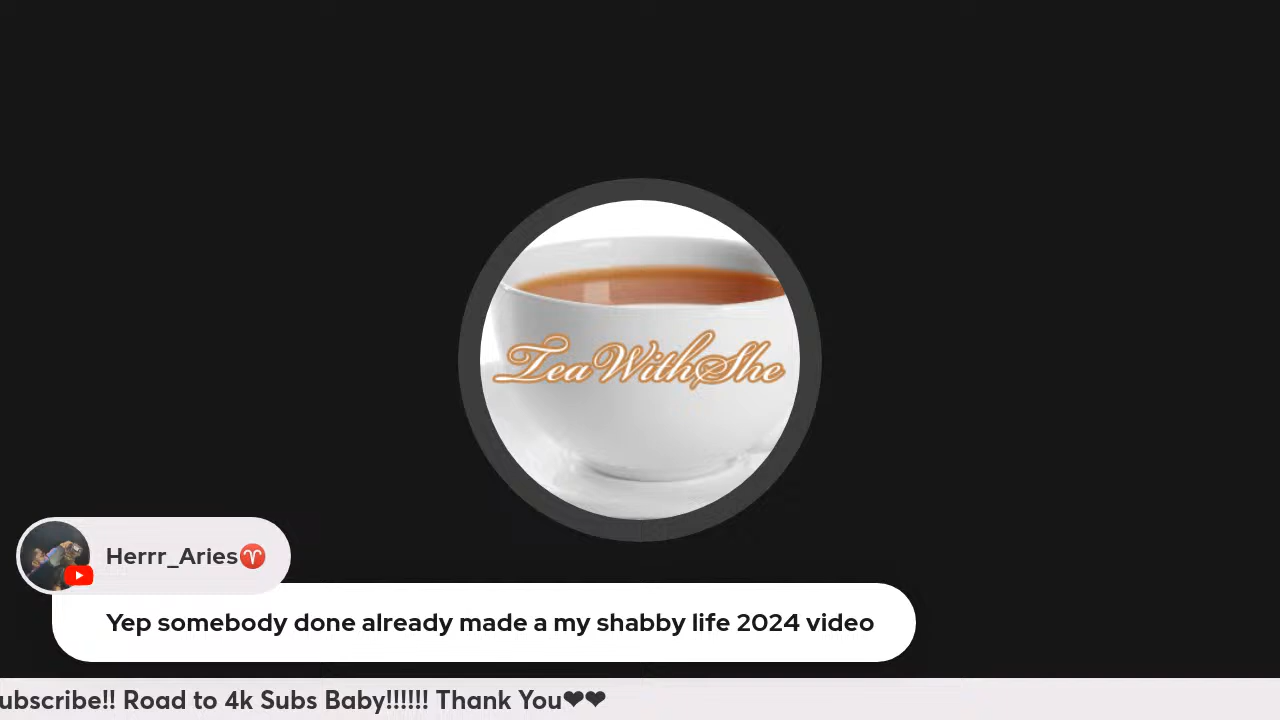 TeaWithShe
Herrr_Aries♈
Yep somebody done already made a my shabby life 2024 video
ubscribe!! Road to 4k Subs Baby!!!!!! Thank You❤❤